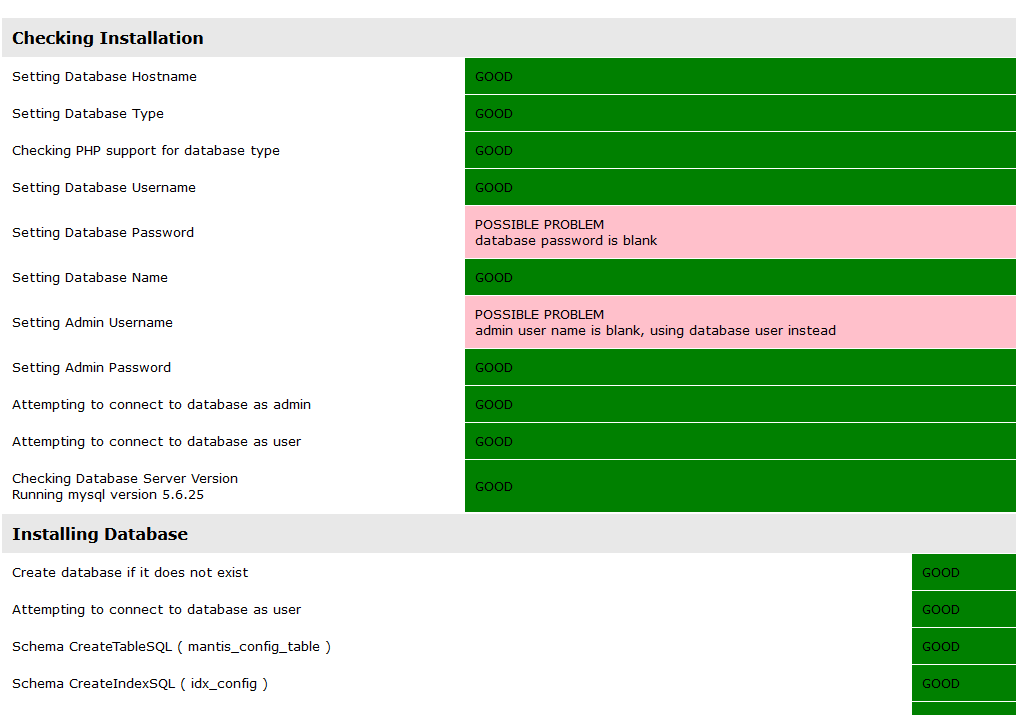 Checking Installation
Setting Database Hostname GOOD
Setting Database Type GOOD
Checking PHP support for database type GOOD
Setting Database Username GOOD
Setting Database Password POSSIBLE PROBLEM
database password is blank
Setting Database Name GOOD
Setting Admin Username POSSIBLE PROBLEM
admin user name is blank, using database user instead
Setting Admin Password GOOD
Attempting to connect to database as admin GOOD
Attempting to connect to database as user GOOD
Checking Database Server Version
Running mysql version 5.6.25 GOOD
Installing Database
Create database if it does not exist GOOD
Attempting to connect to database as user GOOD
Schema CreateTableSQL ( mantis_config_table ) GOOD
Schema CreateIndexSQL ( idx_config ) GOOD